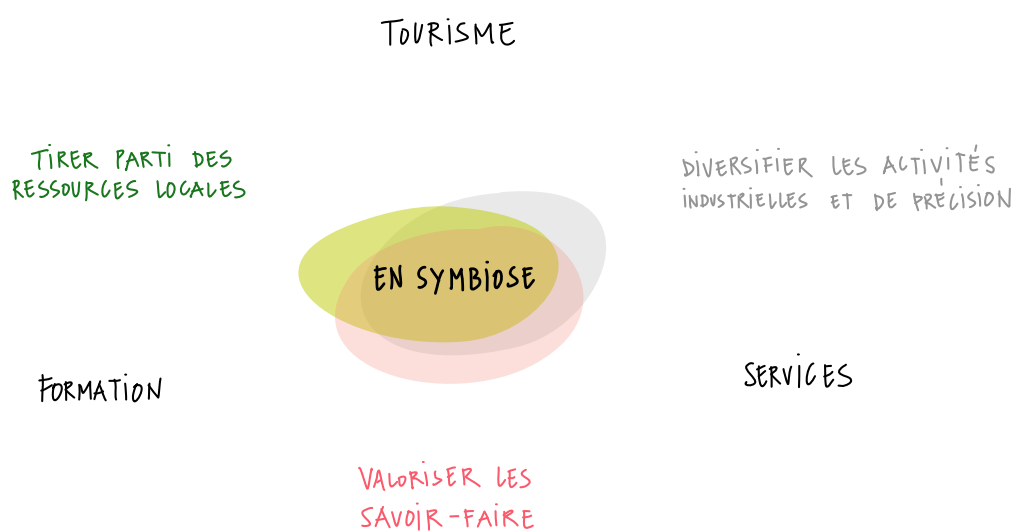 TOURISME
TIRER PARTI DES
RESSOURCES LOCALES
DIVERSIFIER LES ACTIVITÉS
INDUSTRIELLES ET DE PRÉCISION
EN SYMBIOSE
FORMATION
SERVICES
VALORISER LES
SAVOIR-FAIRE